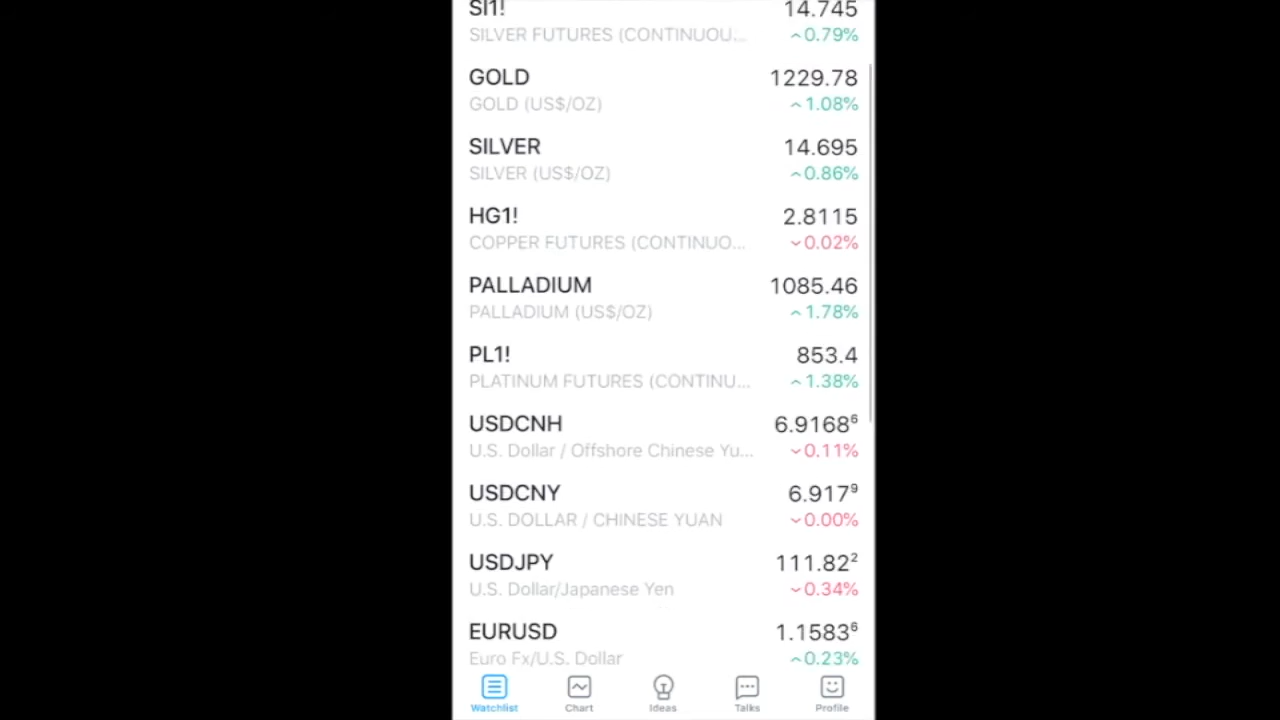 SI1! 14.745
SILVER FUTURES (CONTINUOU... 0.79%
GOLD 1229.78
GOLD (US$/OZ) 1.08%
SILVER 14.695
SILVER (US$/OZ) 0.86%
HG1! 2.8115
COPPER FUTURES (CONTINUO... 0.02%
PALLADIUM 1085.46
PALLADIUM (US$/OZ) 1.78%
PL1! 853.4
PLATINUM FUTURES (CONTINU... 1.38%
USDCNH 6.9168⁶
U.S. Dollar / Offshore Chinese Yu... 0.11%
USDCNY 6.917⁹
U.S. DOLLAR / CHINESE YUAN 0.00%
USDJPY 111.82²
U.S. Dollar/Japanese Yen 0.34%
EURUSD 1.1583⁶
Euro Fx/U.S. Dollar 0.23%
Watchlist Chart Ideas Talks Profile